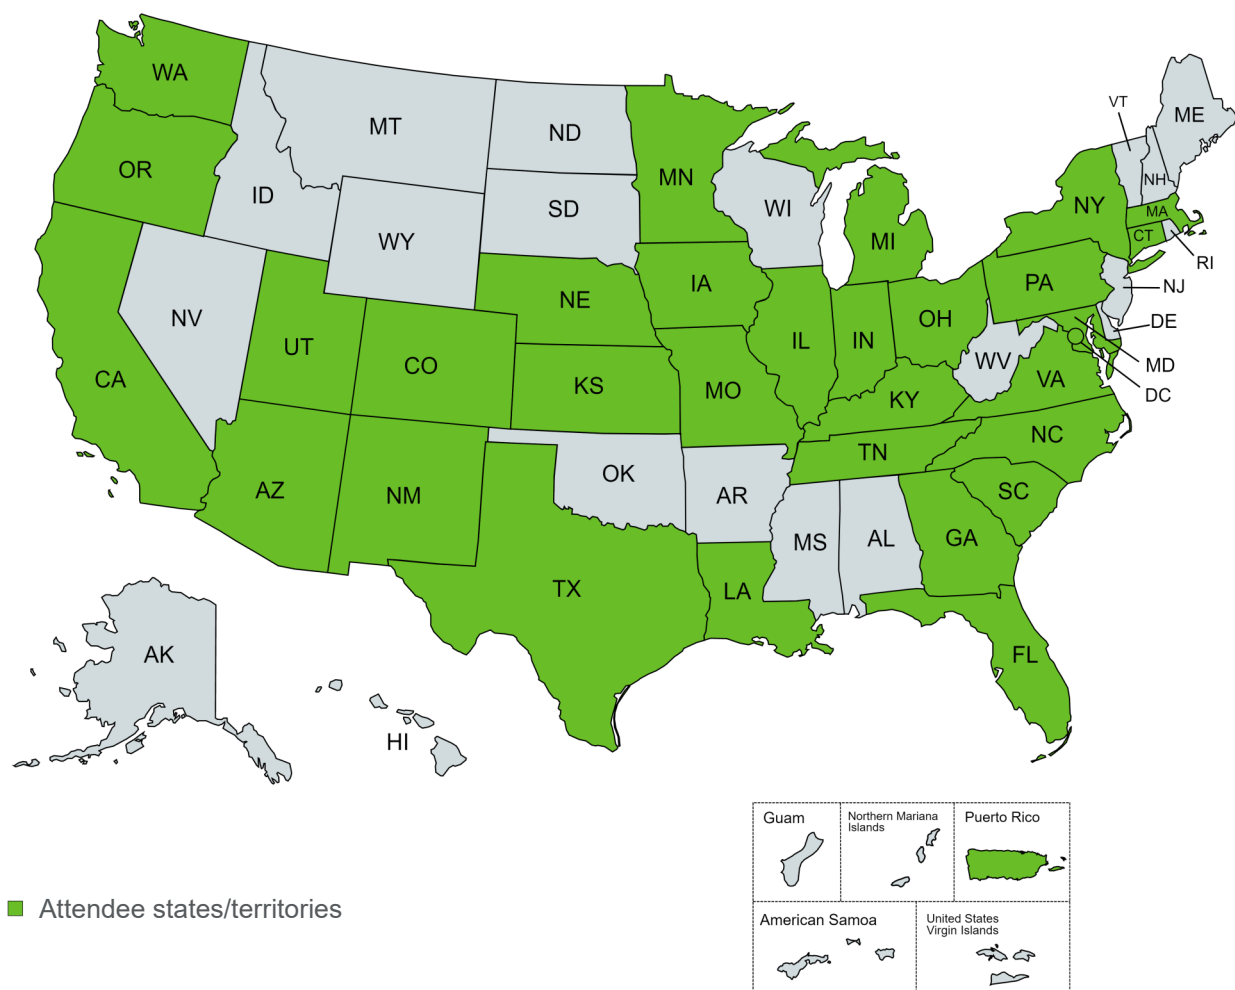 WA
MT
ND
MN
VT
ME
OR
ID
SD
WI
MI
NY
NH
MA
CT
RI
WY
NE
IA
PA
NJ
NV
UT
CO
KS
IL
IN
OH
DE
CA
MO
WV
MD
VA
DC
KY
NC
AZ
NM
OK
AR
TN
SC
TX
LA
MS
AL
GA
AK
HI
FL
Guam
Northern Mariana
Islands
Puerto Rico
American Samoa
United States
Virgin Islands
Attendee states/territories